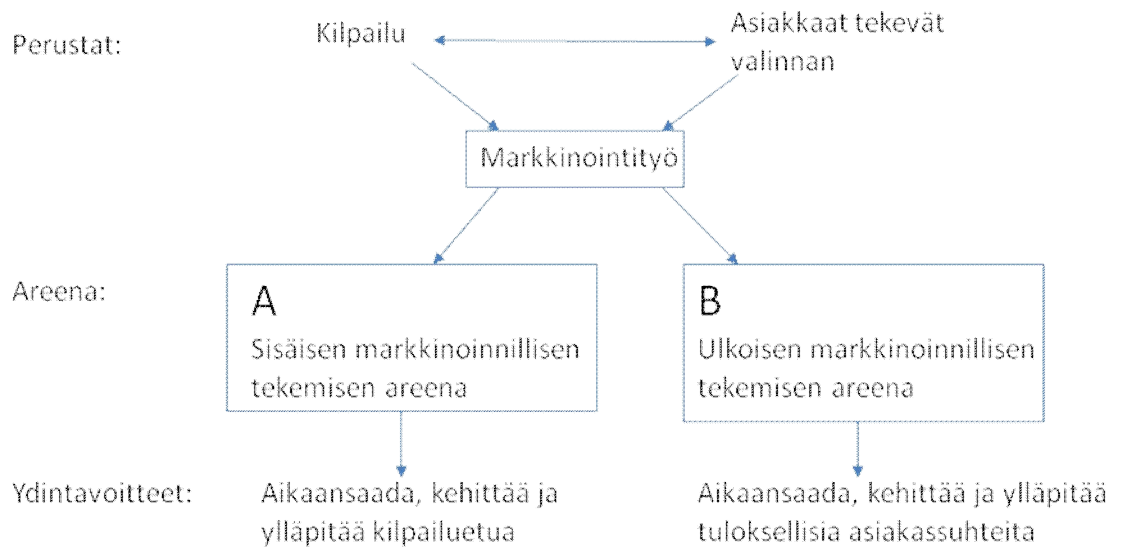 Perustat:
Kilpailu
Asiakkaat tekevät
valinnan
Markkinointityö
Areena:
A
Sisäisen markkinoinnillisen
tekemisen areena
B
Ulkoisen markkinoinnillisen
tekemisen areena
Ydintavoitteet:
Aikaansaada, kehittää ja
ylläpitää kilpailuetua
Aikaansaada, kehittää ja ylläpitää
tuloksellisia asiakassuhteita